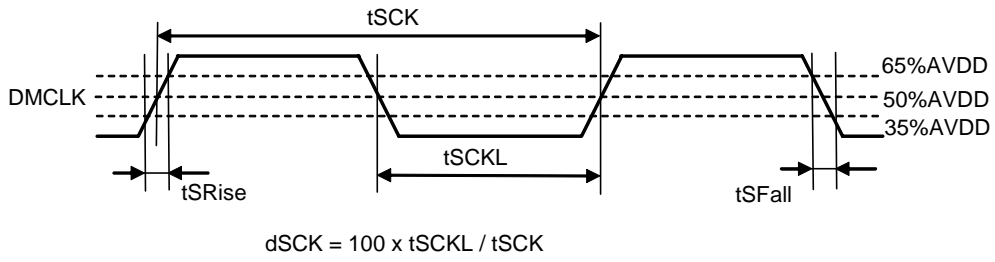 tSCK
65%AVDD
DMCLK
50%AVDD
35%AVDD
tSCKL
tSRise
tSFall
dSCK = 100 x tSCKL / tSCK